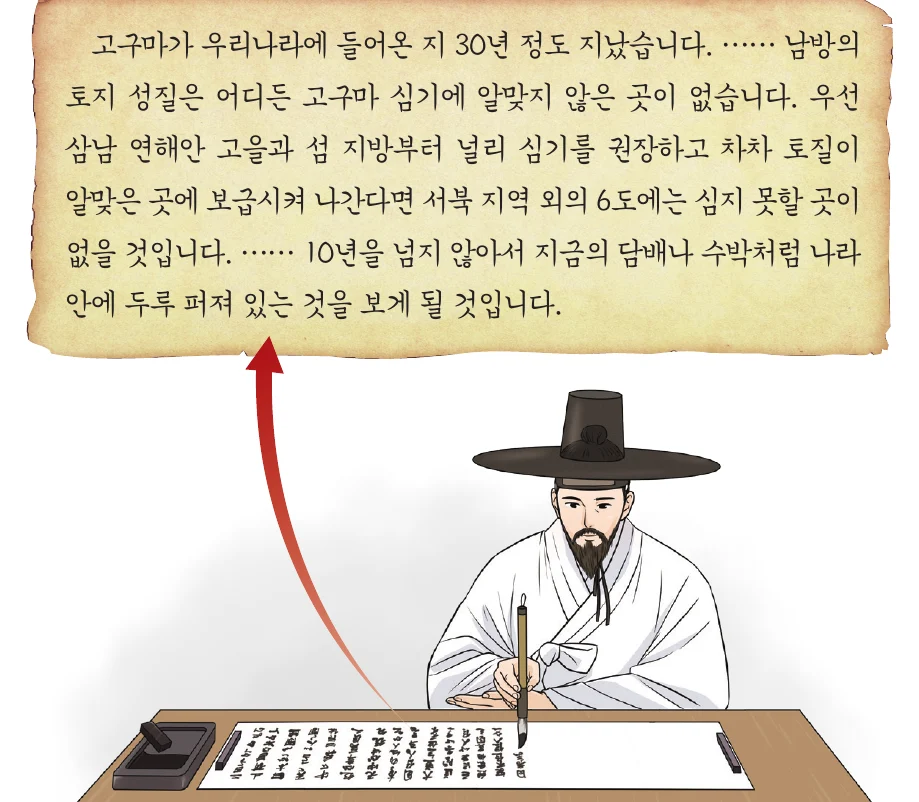 고구마가 우리나라에 들어온 지 30년 정도 지났습니다. …… 남방의
토지 성질은 어디든 고구마 심기에 알맞지 않은 곳이 없습니다. 우선
삼남 연해안 고을과 섬 지방부터 널리 심기를 권장하고 차차 토질이
알맞은 곳에 보급시켜 나간다면 서북 지역 외의 6도에는 심지 못할 곳이
없을 것입니다. …… 10년을 넘지 않아서 지금의 담배나 수박처럼 나라
안에 두루 퍼져 있는 것을 보게 될 것입니다.